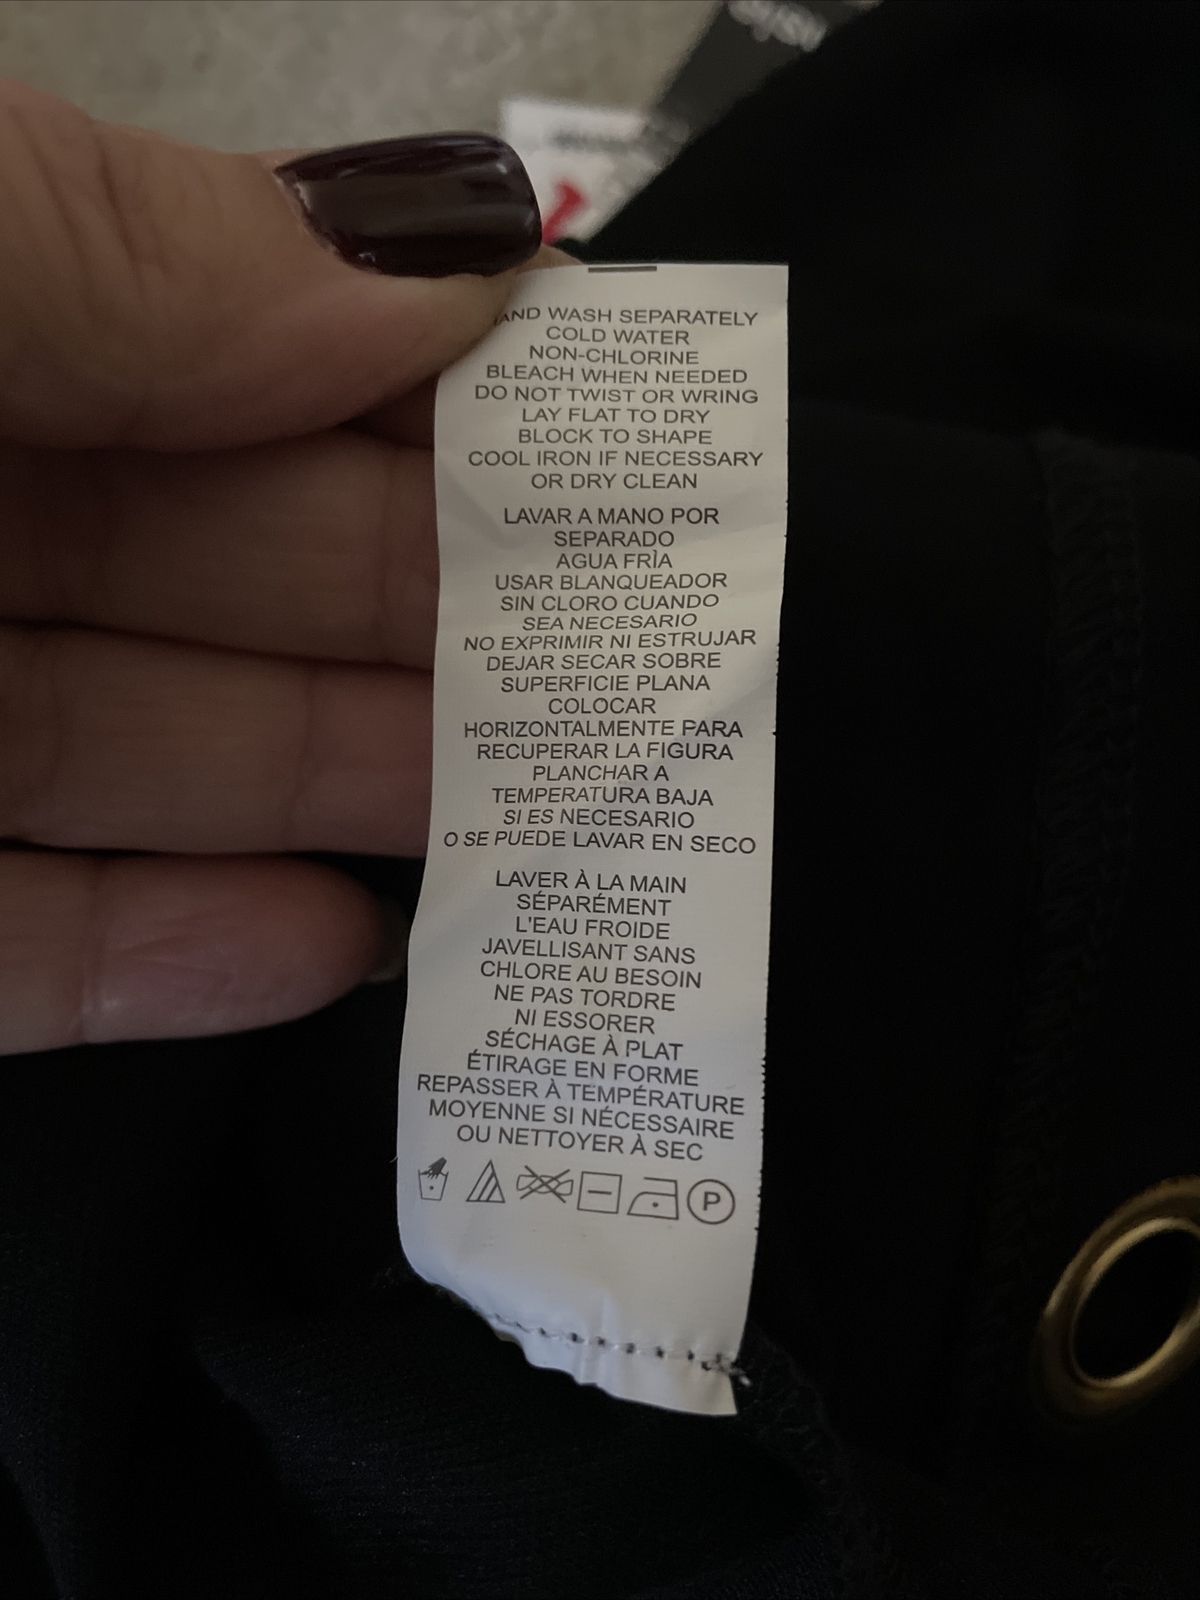 WASH SEPARATELY
COLD WATER
NON-CHLORINE
BLEACH WHEN NEEDED
DO NOT TWIST OR WRING
LAY FLAT TO DRY
BLOCK TO SHAPE
COOL IRON IF NECESSARY
OR DRY CLEAN
LAVAR A MANO POR
SEPARADO
AGUA FRÌA
USAR BLANQUEADOR
SIN CLORO CUANDO
SEA NECESARIO
NO EXPRIMIR NI ESTRUJAR
DEJAR SECAR SOBRE
SUPERFICIE PLANA
COLOCAR
HORIZONTALMENTE PARA
RECUPERAR LA FIGURA
PLANCHAR A
TEMPERATURA BAJA
SI ES NECESARIO
O SE PUEDE LAVAR EN SECO
LAVER À LA MAIN
SÉPARÉMENT
L'EAU FROIDE
JAVELLISANT SANS
CHLORE AU BESOIN
NE PAS TORDRE
NI ESSORER
SÉCHAGE À PLAT
ÉTIRAGE EN FORME
REPASSER À TEMPÉRATURE
MOYENNE SI NÉCESSAIRE
OU NETTOYER À SEC
P